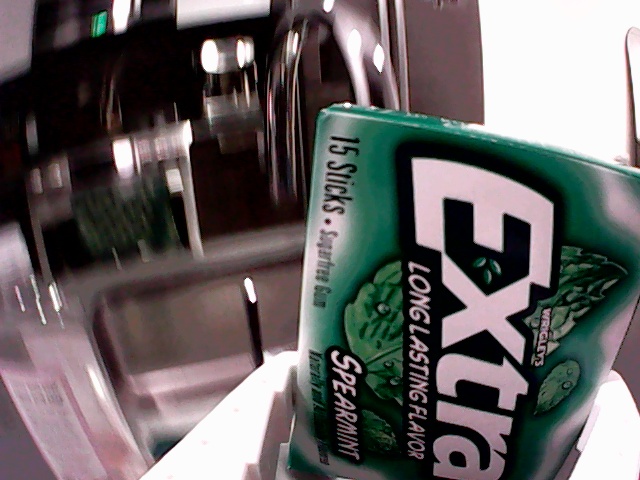 WRIGLEY'S
Extra
LONG LASTING FLAVOR
SPEARMINT
15 Sticks • Sugarfree Gum